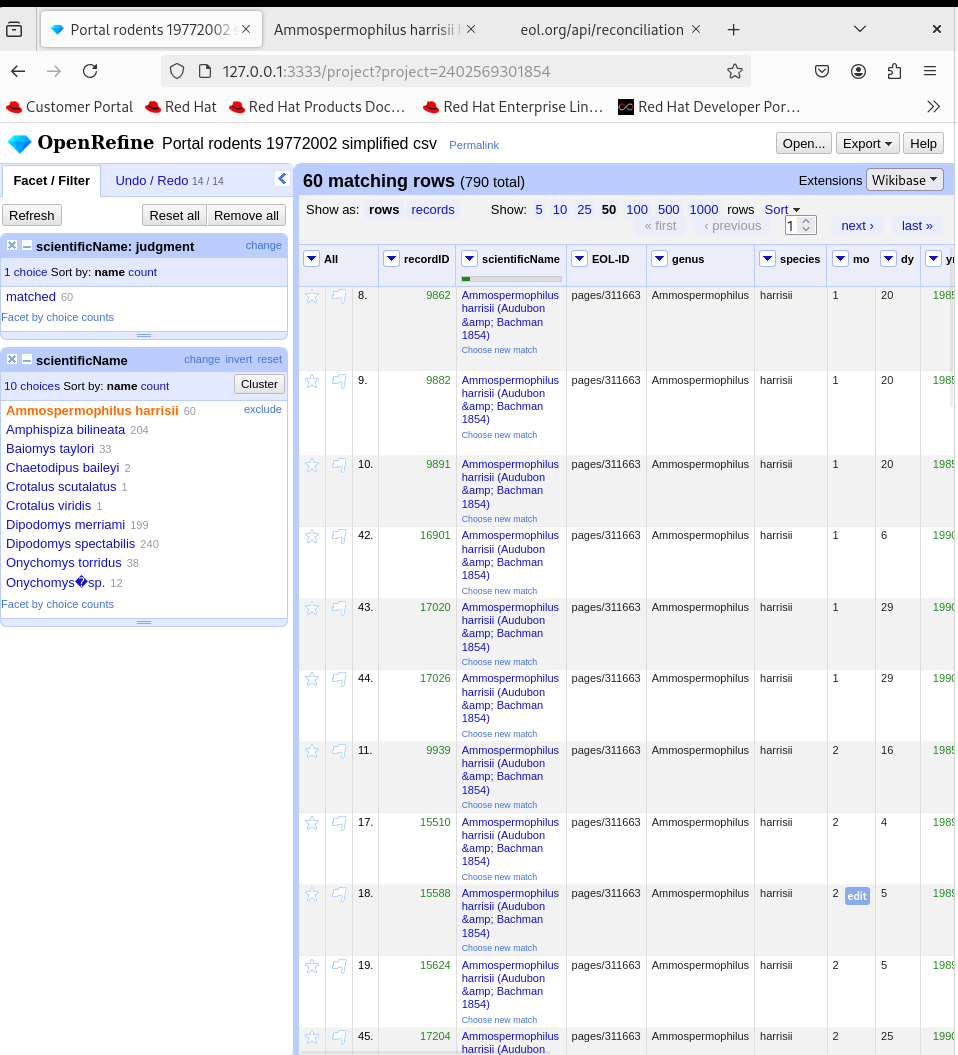 Portal rodents 19772002 s
Ammospermophilus harrisii h
eol.org/api/reconciliation
127.0.0.1:3333/project?project=2402569301854
Customer Portal
Red Hat
Red Hat Products Doc…
Red Hat Enterprise Lin…
Red Hat Developer Por…
OpenRefine Portal rodents 19772002 simplified csv Permalink
Open... Export Help
Facet / Filter Undo / Redo 14 / 14
Refresh Reset all Remove all
scientificName: judgment change
1 choice Sort by: name count
matched 60
Facet by choice counts
scientificName change invert reset
10 choices Sort by: name count Cluster
Ammospermophilus harrisii 60 exclude
Amphispiza bilineata 204
Baiomys taylori 33
Chaetodipus baileyi 2
Crotalus scutalatus 1
Crotalus viridis 1
Dipodomys merriami 199
Dipodomys spectabilis 240
Onychomys torridus 38
Onychomys�sp. 12
Facet by choice counts
60 matching rows (790 total) Extensions Wikibase
Show as: rows records Show: 5 10 25 50 100 500 1000 rows Sort
« first ‹ previous 1 next › last »
All recordID scientificName EOL-ID genus species mo dy yr
8. 9862 Ammospermophilus pages/311663 Ammospermophilus harrisii 1 20 1985
harrisii (Audubon
&amp; Bachman
1854)
Choose new match
9. 9882 Ammospermophilus pages/311663 Ammospermophilus harrisii 1 20 1985
harrisii (Audubon
&amp; Bachman
1854)
Choose new match
10. 9891 Ammospermophilus pages/311663 Ammospermophilus harrisii 1 20 1985
harrisii (Audubon
&amp; Bachman
1854)
Choose new match
42. 16901 Ammospermophilus pages/311663 Ammospermophilus harrisii 1 6 1990
harrisii (Audubon
&amp; Bachman
1854)
Choose new match
43. 17020 Ammospermophilus pages/311663 Ammospermophilus harrisii 1 29 1990
harrisii (Audubon
&amp; Bachman
1854)
Choose new match
44. 17026 Ammospermophilus pages/311663 Ammospermophilus harrisii 1 29 1990
harrisii (Audubon
&amp; Bachman
1854)
Choose new match
11. 9939 Ammospermophilus pages/311663 Ammospermophilus harrisii 2 16 1985
harrisii (Audubon
&amp; Bachman
1854)
Choose new match
17. 15510 Ammospermophilus pages/311663 Ammospermophilus harrisii 2 4 1989
harrisii (Audubon
&amp; Bachman
1854)
Choose new match
18. 15588 Ammospermophilus pages/311663 Ammospermophilus harrisii 2 edit 5 1989
harrisii (Audubon
&amp; Bachman
1854)
Choose new match
19. 15624 Ammospermophilus pages/311663 Ammospermophilus harrisii 2 5 1989
harrisii (Audubon
&amp; Bachman
1854)
Choose new match
45. 17204 Ammospermophilus pages/311663 Ammospermophilus harrisii 2 25 1990
harrisii (Audubon